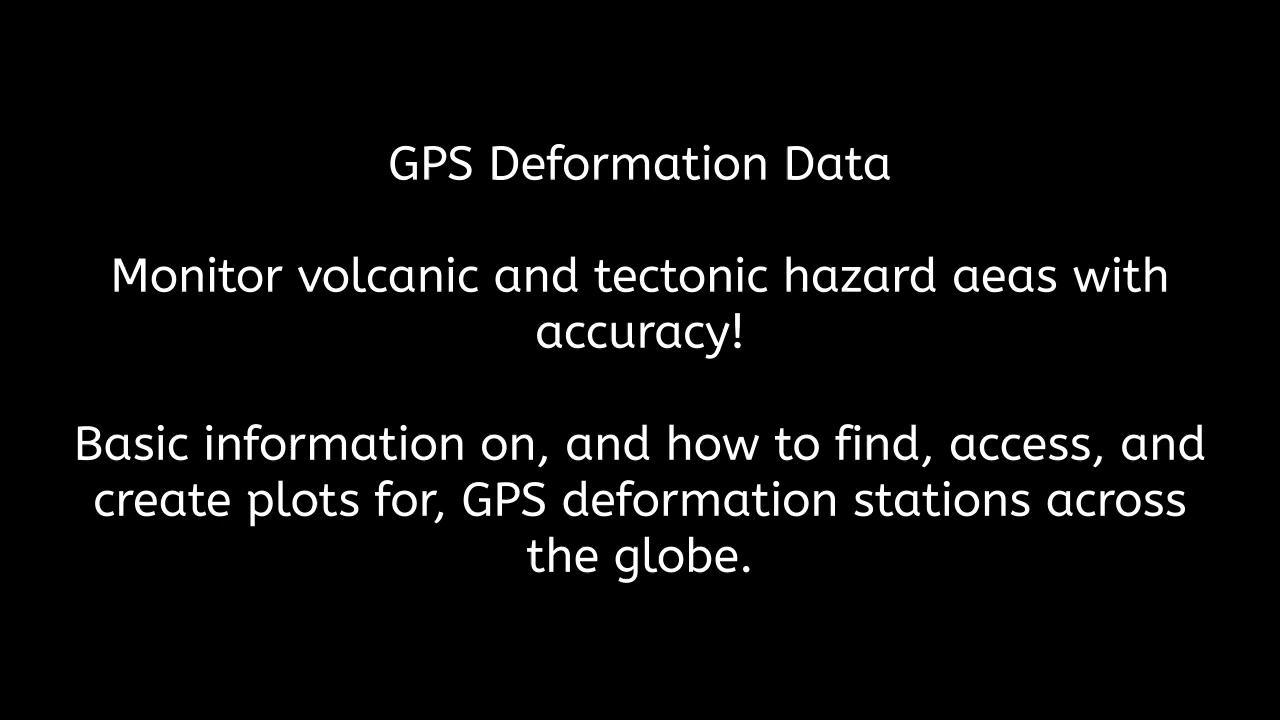 GPS Deformation Data
Monitor volcanic and tectonic hazard aeas with
accuracy!
Basic information on, and how to find, access, and
create plots for, GPS deformation stations across
the globe.